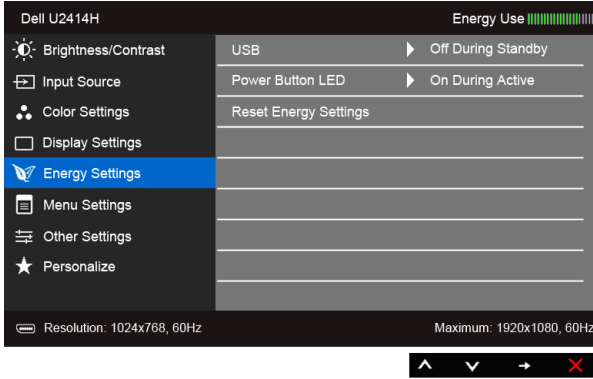 Dell U2414H Energy Use
Brightness/Contrast USB Off During Standby
Input Source Power Button LED On During Active
Color Settings Reset Energy Settings
Display Settings
Energy Settings
Menu Settings
Other Settings
Personalize
Resolution: 1024x768, 60Hz Maximum: 1920x1080, 60Hz